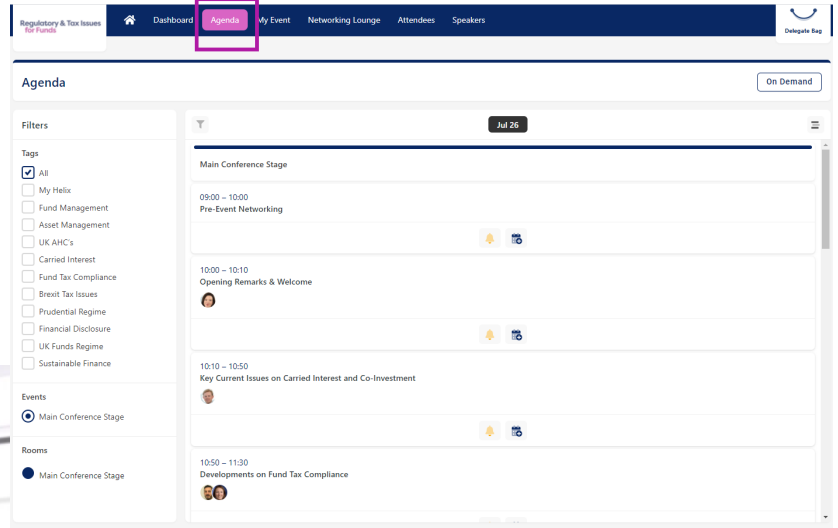 Regulatory & Tax Issues
for Funds
Dashboard
Agenda
My Event
Networking Lounge
Attendees
Speakers
Delegate Bag
Agenda
On Demand
Filters
Tags
All
My Helix
Fund Management
Asset Management
UK AHC's
Carried Interest
Fund Tax Compliance
Brexit Tax Issues
Prudential Regime
Financial Disclosure
UK Funds Regime
Sustainable Finance
Events
Main Conference Stage
Rooms
Main Conference Stage
Jul 26
Main Conference Stage
09:00 – 10:00
Pre-Event Networking
10:00 – 10:10
Opening Remarks & Welcome
10:10 – 10:50
Key Current Issues on Carried Interest and Co-Investment
10:50 – 11:30
Developments on Fund Tax Compliance